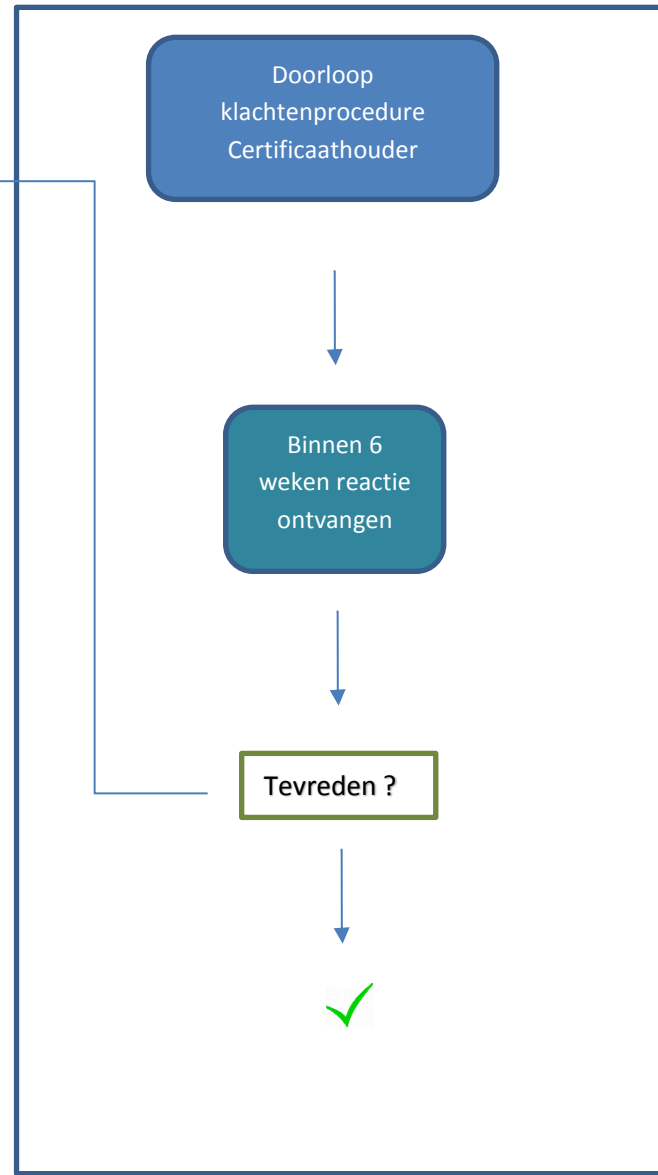 Doorloop
klachtenprocedure
Certificaathouder
Binnen 6
weken reactie
ontvangen
Tevreden ?